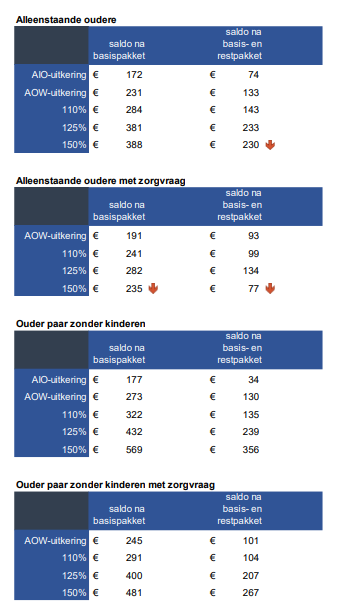 Alleenstaande oudere
saldo na basispakket saldo na basis- en restpakket
AIO-uitkering € 172 € 74
AOW-uitkering € 231 € 133
110% € 284 € 143
125% € 381 € 233
150% € 388 € 230
Alleenstaande oudere met zorgvraag
saldo na basispakket saldo na basis- en restpakket
AOW-uitkering € 191 € 93
110% € 241 € 99
125% € 282 € 134
150% € 235 € 77
Ouder paar zonder kinderen
saldo na basispakket saldo na basis- en restpakket
AIO-uitkering € 177 € 34
AOW-uitkering € 273 € 130
110% € 322 € 135
125% € 432 € 239
150% € 569 € 356
Ouder paar zonder kinderen met zorgvraag
saldo na basispakket saldo na basis- en restpakket
AOW-uitkering € 245 € 101
110% € 291 € 104
125% € 400 € 207
150% € 481 € 267